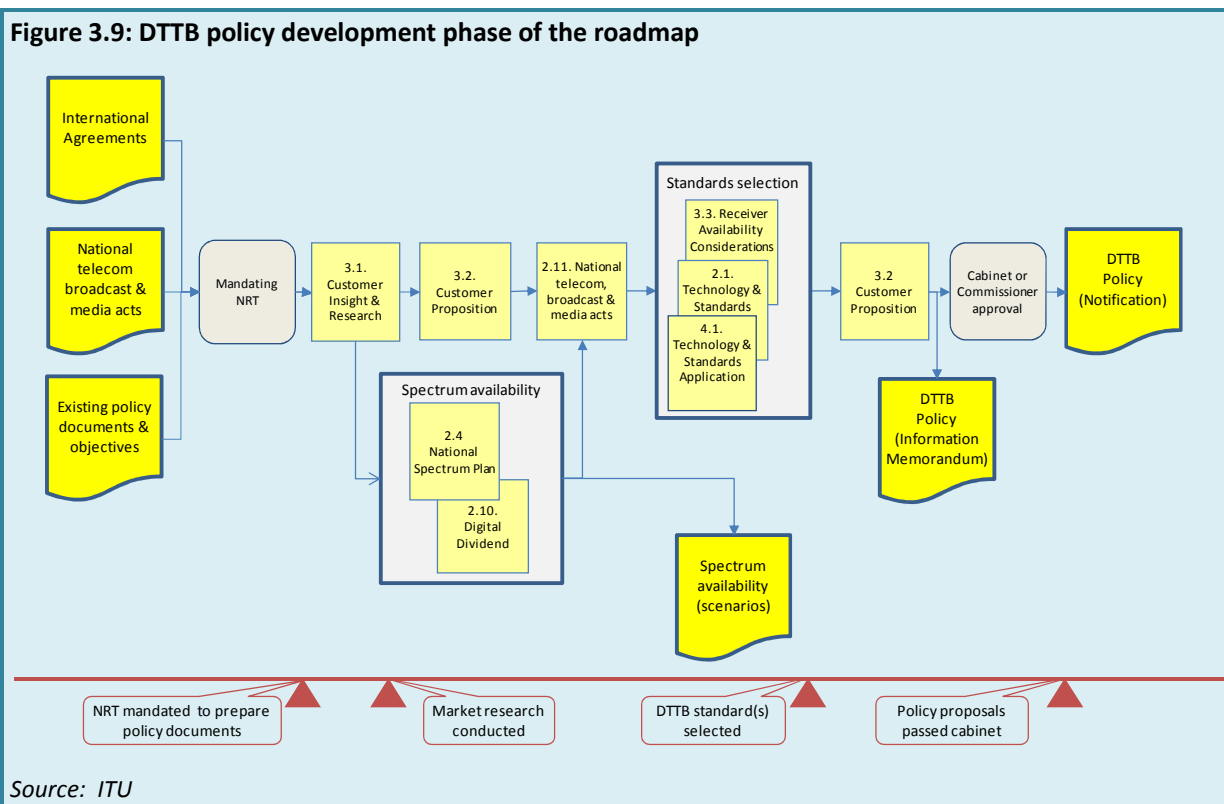 Figure 3.9: DTTB policy development phase of the roadmap
International
Agreements
National
telecom
broadcast &
media acts
Existing policy
documents &
objectives
Mandating
NRT
3.1.
Customer
Insight &
Research
3.2.
Customer
Proposition
2.11. National
telecom,
broadcast &
media acts
Spectrum availability
2.4
National
Spectrum Plan
2.10.
Digital
Dividend
Standards selection
3.3. Receiver
Availability
Considerations
2.1.
Technology &
Standards
4.1.
Technology &
Standards
Application
3.2
Customer
Proposition
Cabinet or
Commissioner
approval
DTTB
Policy
(Notification)
DTTB
Policy
(Information
Memorandum)
Spectrum
availability
(scenarios)
NRT mandated to prepare
policy documents
Market research
conducted
DTTB standard(s)
selected
Policy proposals
passed cabinet
Source: ITU